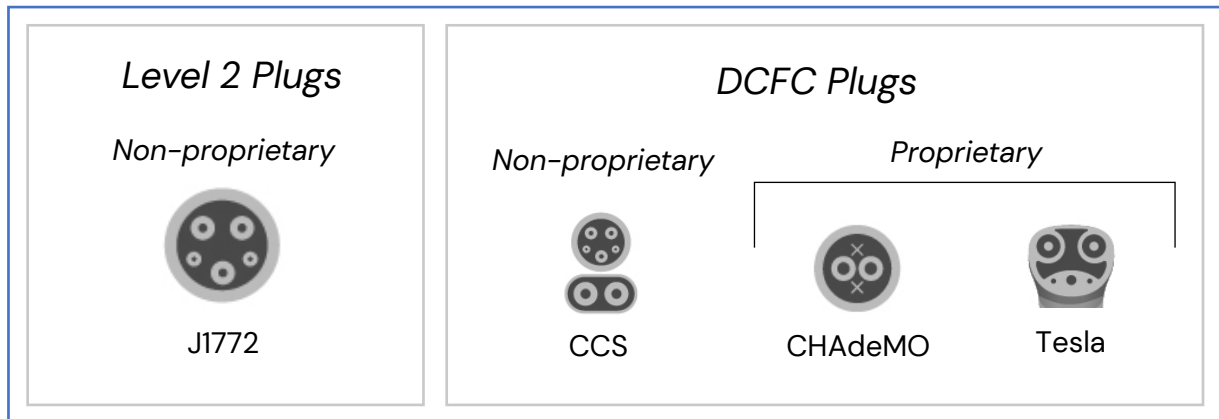 Level 2 Plugs
Non-proprietary
J1772
DCFC Plugs
Non-proprietary
Proprietary
CCS
CHAdeMO
Tesla